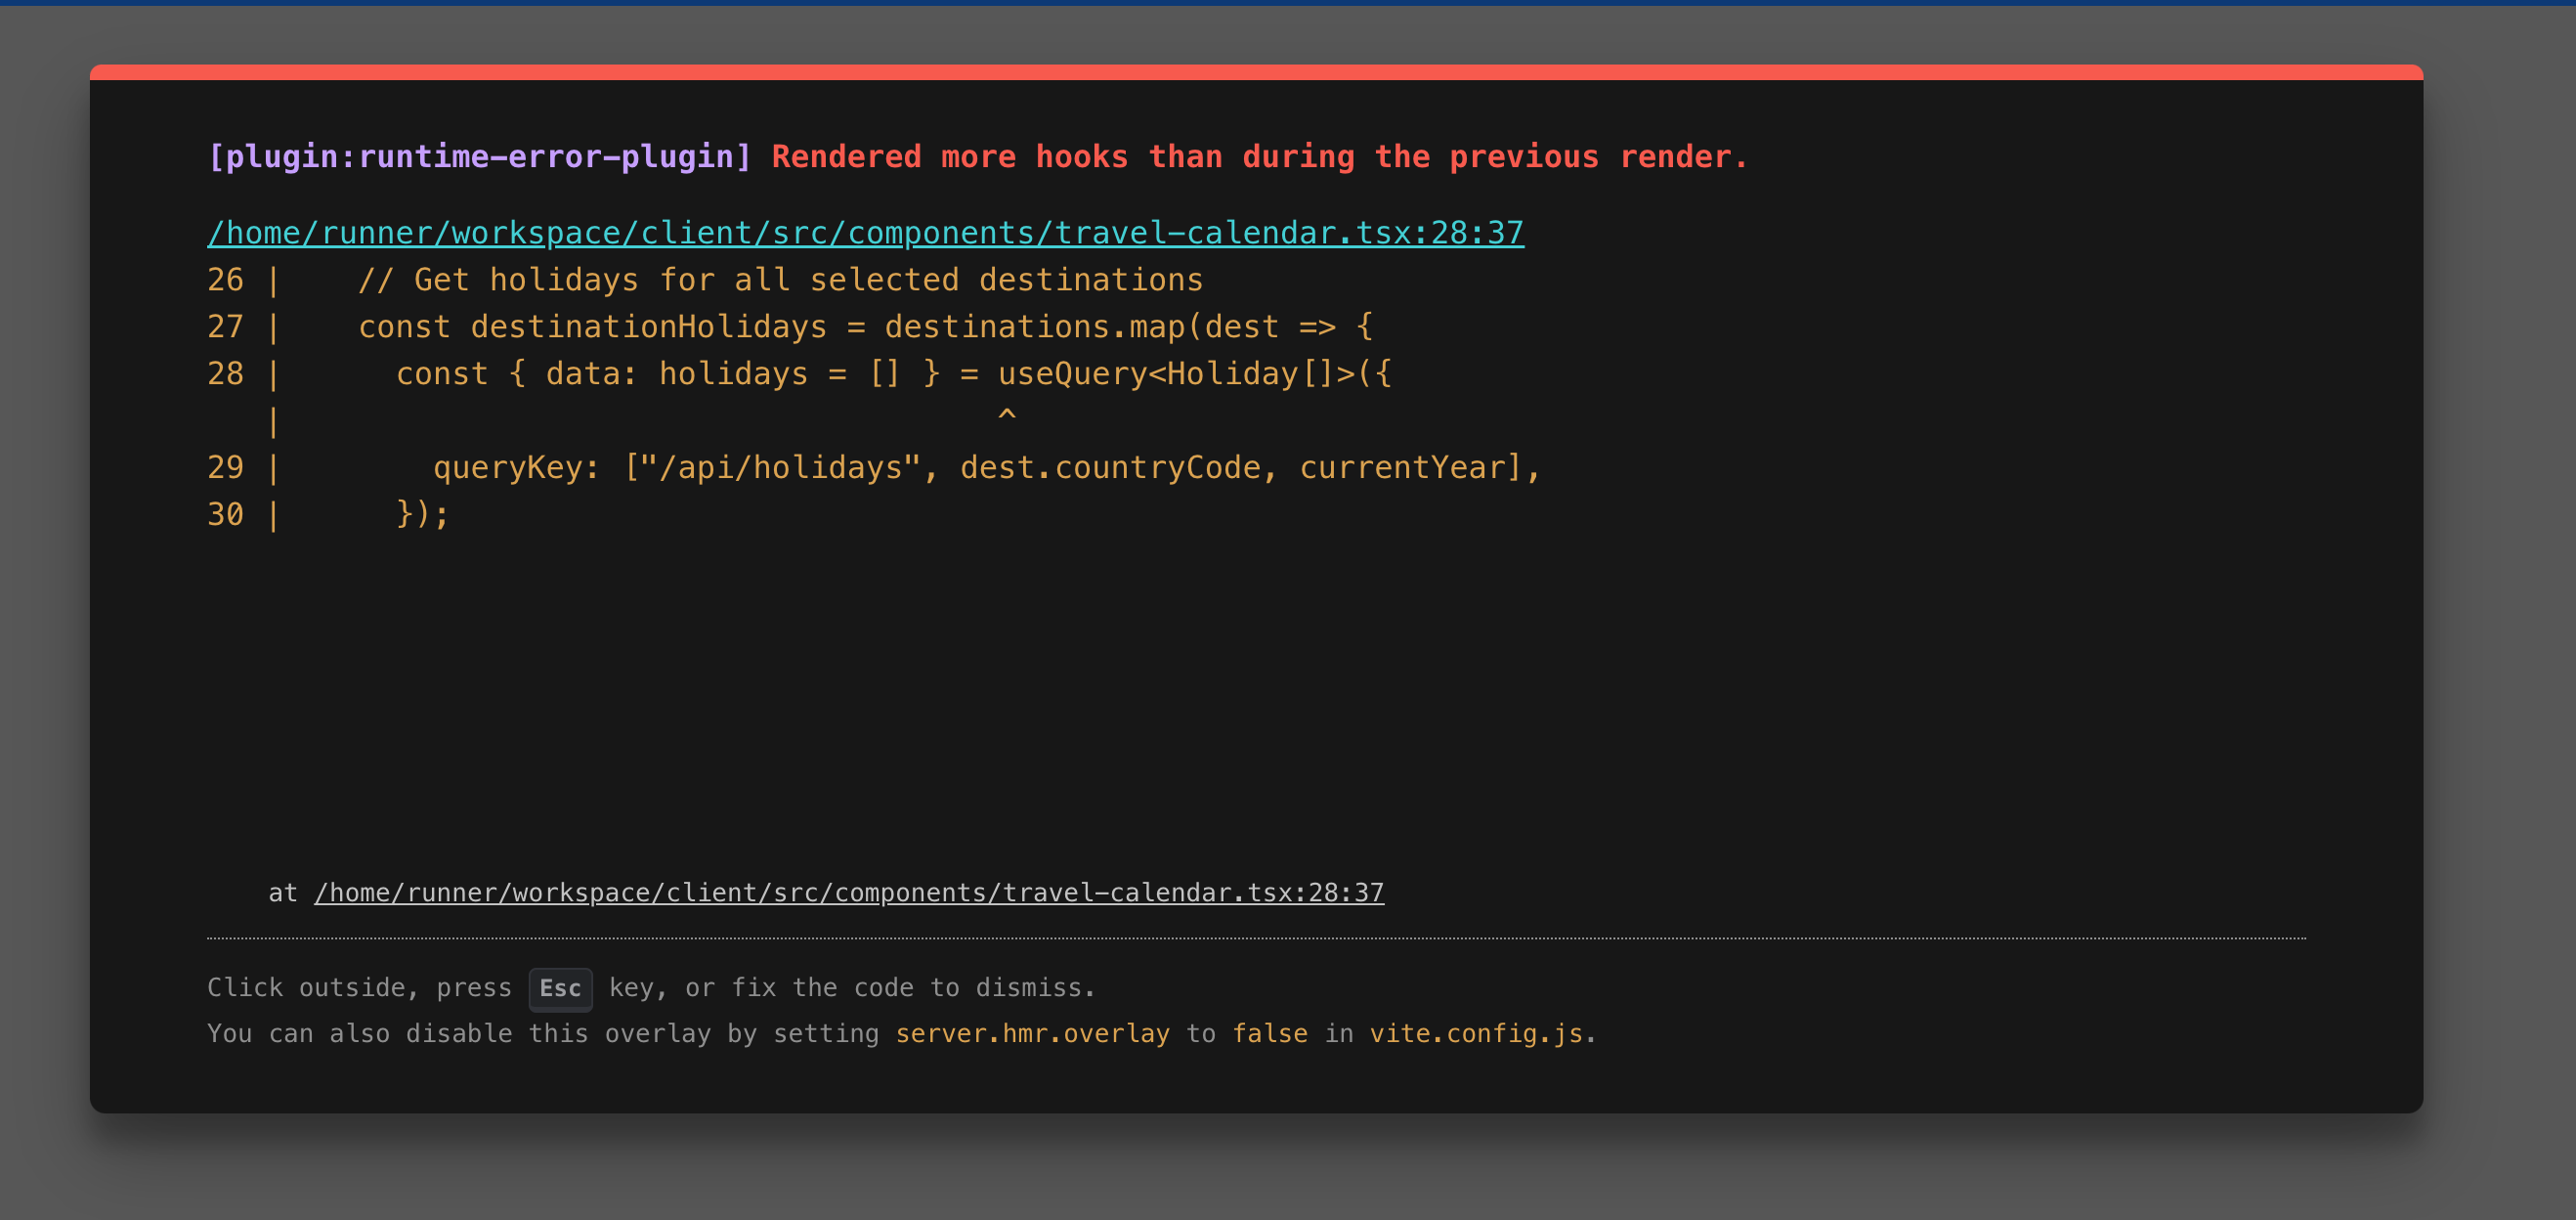 [plugin:runtime-error-plugin] Rendered more hooks than during the previous render.
/home/runner/workspace/client/src/components/travel-calendar.tsx:28:37
26 |    // Get holidays for all selected destinations
27 |    const destinationHolidays = destinations.map(dest => {
28 |      const { data: holidays = [] } = useQuery<Holiday[]>({
   |                                      ^
29 |        queryKey: ["/api/holidays", dest.countryCode, currentYear],
30 |      });
at /home/runner/workspace/client/src/components/travel-calendar.tsx:28:37
Click outside, press Esc key, or fix the code to dismiss.
You can also disable this overlay by setting server.hmr.overlay to false in vite.config.js.